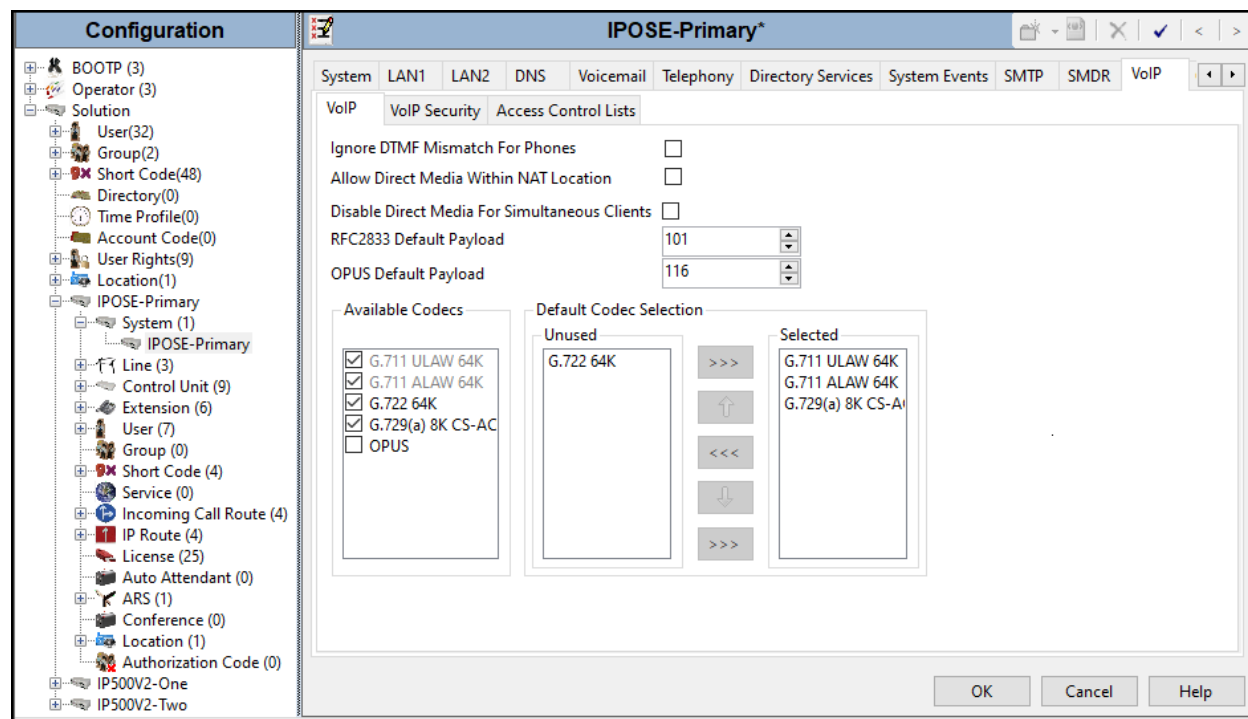 Configuration
BOOTP (3)
Operator (3)
Solution
User(32)
Group(2)
Short Code(48)
Directory(0)
Time Profile(0)
Account Code(0)
User Rights(9)
Location(1)
IPOSE-Primary
System (1)
IPOSE-Primary
Line (3)
Control Unit (9)
Extension (6)
User (7)
Group (0)
Short Code (4)
Service (0)
Incoming Call Route (4)
IP Route (4)
License (25)
Auto Attendant (0)
ARS (1)
Conference (0)
Location (1)
Authorization Code (0)
IP500V2-One
IP500V2-Two
IPOSE-Primary*
System LAN1 LAN2 DNS Voicemail Telephony Directory Services System Events SMTP SMDR VoIP
VoIP VoIP Security Access Control Lists
Ignore DTMF Mismatch For Phones
Allow Direct Media Within NAT Location
Disable Direct Media For Simultaneous Clients
RFC2833 Default Payload 101
OPUS Default Payload 116
Available Codecs
G.711 ULAW 64K
G.711 ALAW 64K
G.722 64K
G.729(a) 8K CS-AC
OPUS
Default Codec Selection
Unused
G.722 64K
>>>
<<<
>>>
Selected
G.711 ULAW 64K
G.711 ALAW 64K
G.729(a) 8K CS-A
OK Cancel Help